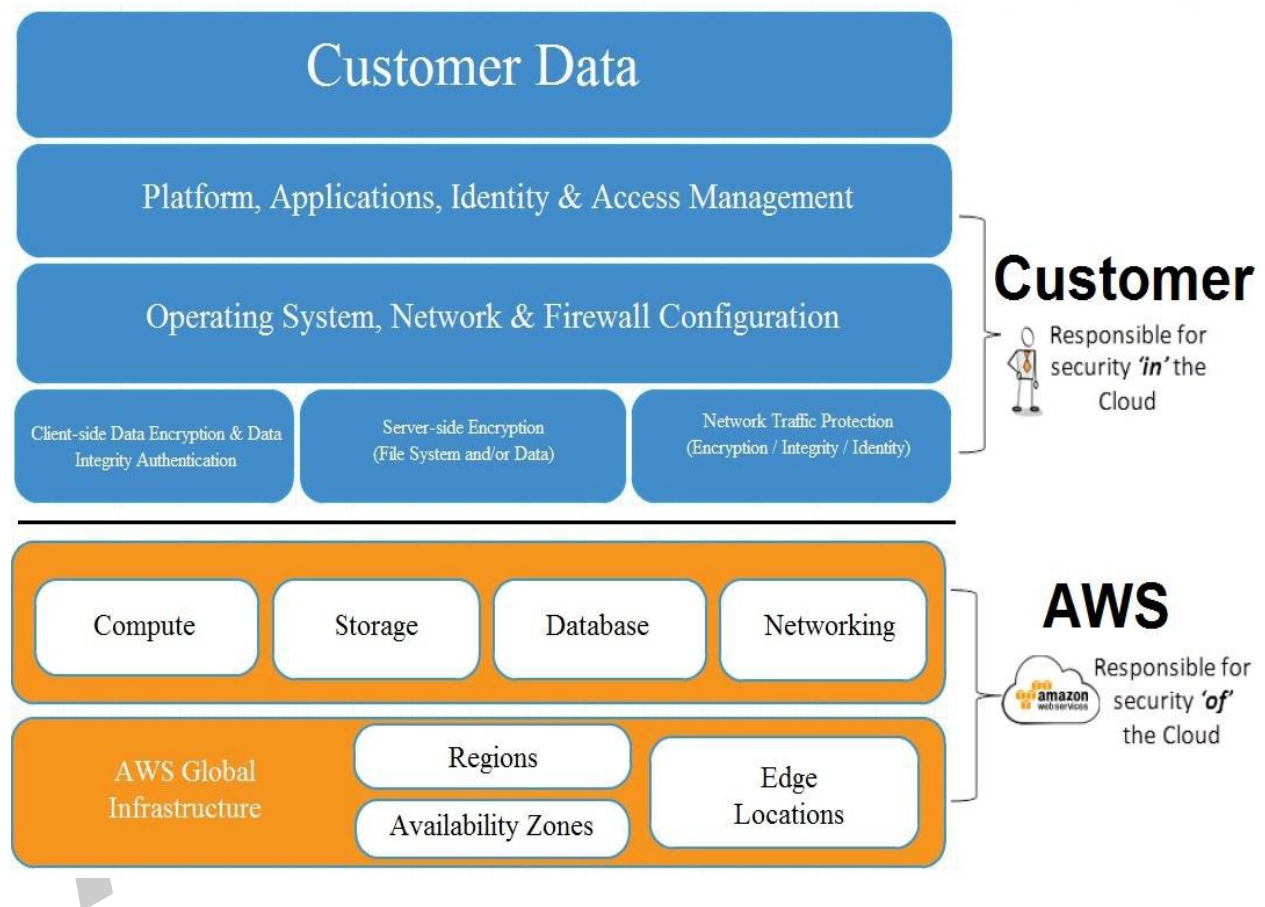 Customer Data
Platform, Applications, Identity & Access Management
Operating System, Network & Firewall Configuration
Client-side Data Encryption & Data
Integrity Authentication
Server-side Encryption
(File System and/or Data)
Network Traffic Protection
(Encryption / Integrity / Identity)
Customer
Responsible for
security 'in' the
Cloud
Compute
Storage
Database
Networking
AWS Global
Infrastructure
Regions
Availability Zones
Edge
Locations
AWS
amazon
webservices
Responsible for
security 'of'
the Cloud